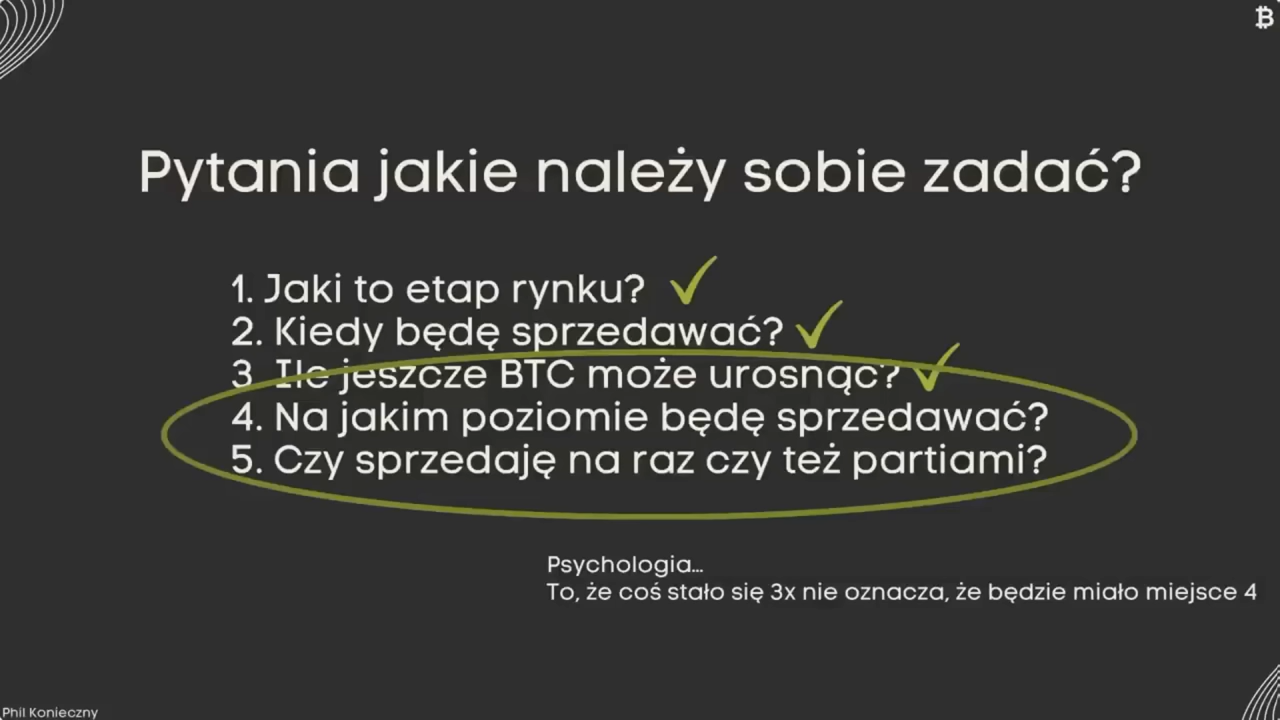 Pytania jakie należy sobie zadać?
1. Jaki to etap rynku?
2. Kiedy będę sprzedawać?
3. Ile jeszcze BTC może urosnąć?
4. Na jakim poziomie będę sprzedawać?
5. Czy sprzedaję na raz czy też partiami?
Psychologia...
To, że coś stało się 3x nie oznacza, że będzie miało miejsce 4
Phil Konieczny